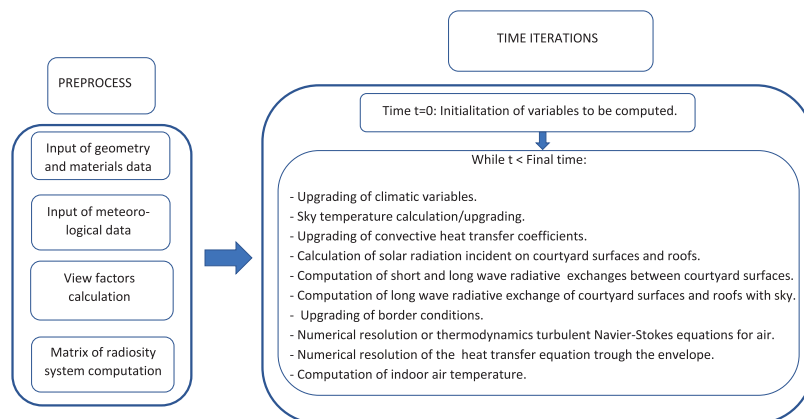 PREPROCESS
Input of geometry
and materials data
Input of meteoro-
logical data
View factors
calculation
Matrix of radiosity
system computation
TIME ITERATIONS
Time t=0: Initialitation of variables to be computed.
While t < Final time:
- Upgrading of climatic variables.
- Sky temperature calculation/upgrading.
- Upgrading of convective heat transfer coefficients.
- Calculation of solar radiation incident on courtyard surfaces and roofs.
- Computation of short and long wave radiative exchanges between courtyard surfaces.
- Computation of long wave radiative exchange of courtyard surfaces and roofs with sky.
- Upgrading of border conditions.
- Numerical resolution or thermodynamics turbulent Navier-Stokes equations for air.
- Numerical resolution of the heat transfer equation trough the envelope.
- Computation of indoor air temperature.